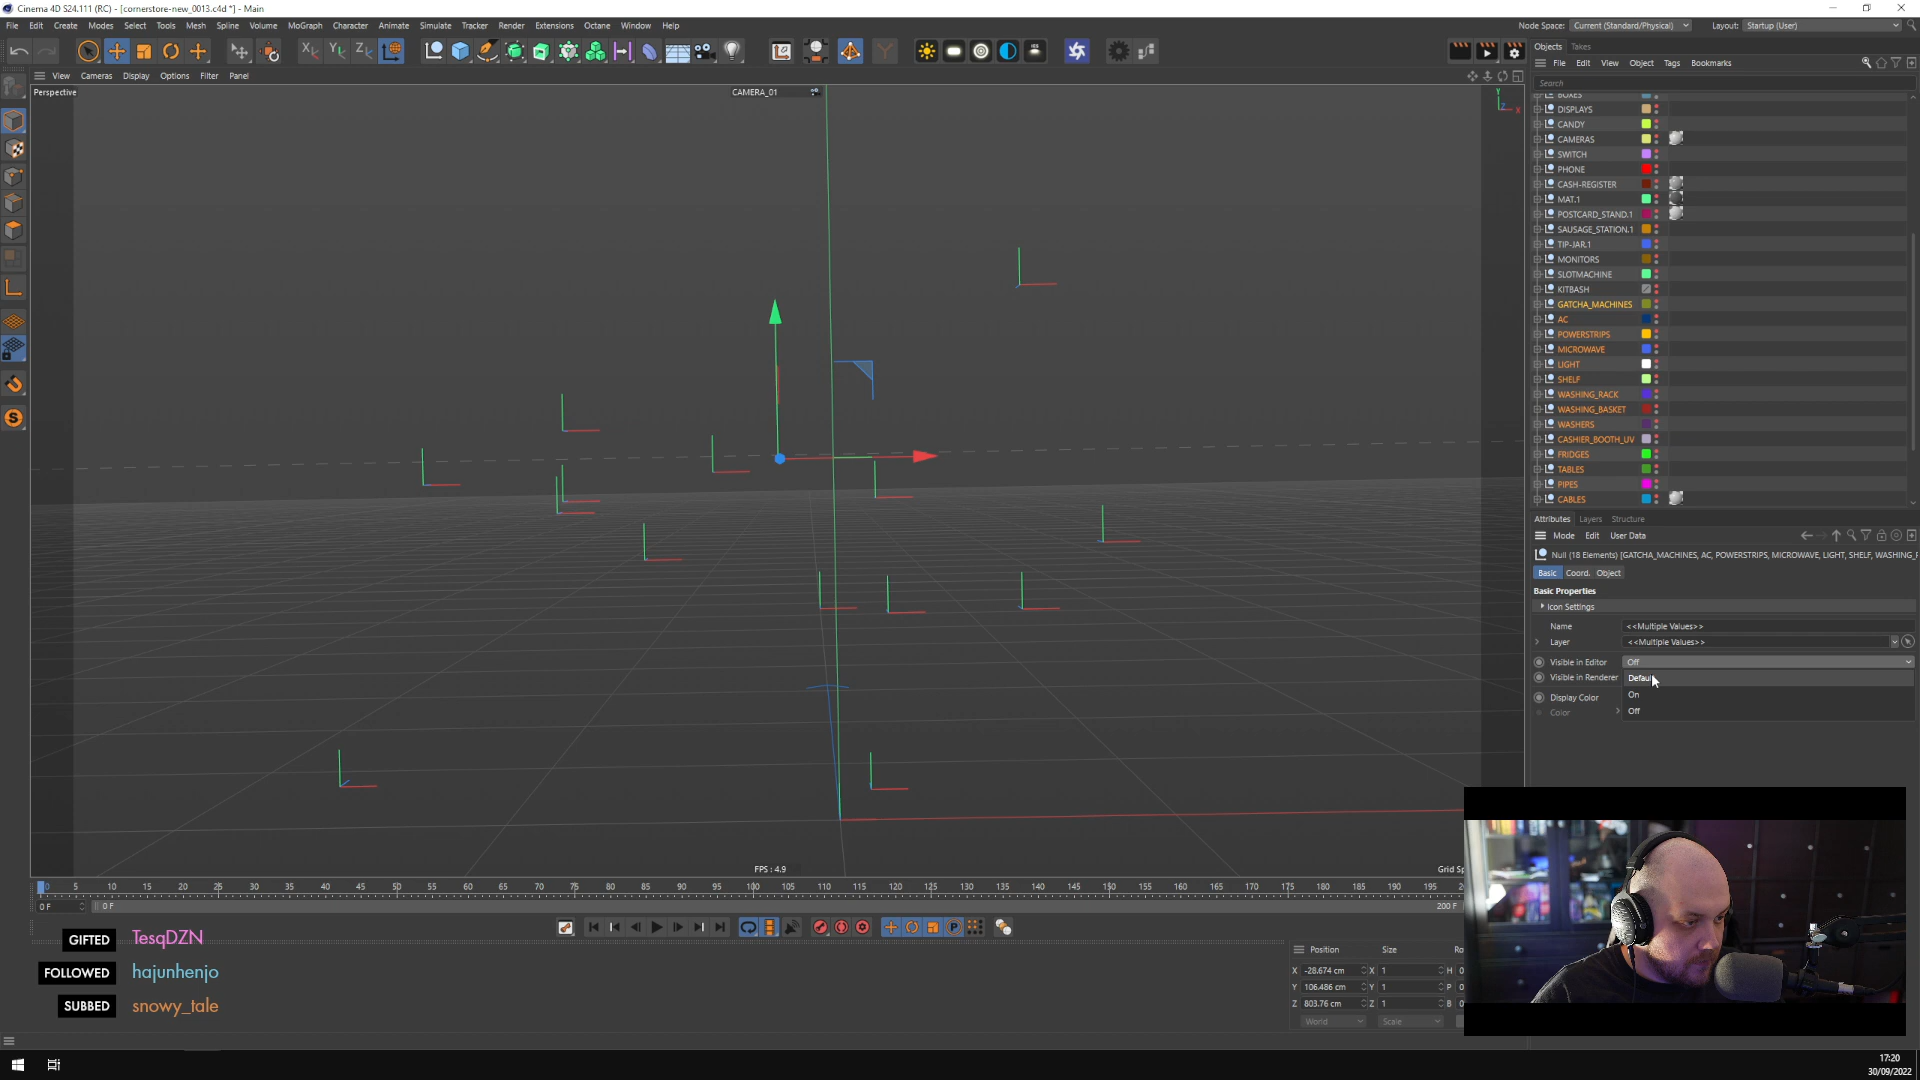 Cinema 4D S24.111 (RC) - [cornerstore-new_0013.c4d *] - Main
File Edit Create Modes Select Tools Mesh Spline Volume MoGraph Character Animate Simulate Tracker Render Extensions Octane Window Help
Node Space: Current (Standard/Physical) Layout: Startup (User)
X Y Z
Objects Takes
File Edit View Object Tags Bookmarks
View Cameras Display Options Filter Panel
Search
Perspective
CAMERA_01
Y
Z X
BOXES
DISPLAYS
CANDY
CAMERAS
SWITCH
PHONE
CASH-REGISTER
MAT.1
POSTCARD_STAND.1
SAUSAGE_STATION.1
TIP-JAR.1
MONITORS
SLOTMACHINE
KITBASH
GATCHA_MACHINES
AC
POWERSTRIPS
MICROWAVE
LIGHT
SHELF
WASHING_RACK
WASHING_BASKET
WASHERS
CASHIER_BOOTH_UV
FRIDGES
TABLES
PIPES
CABLES
Attributes Layers Structure
Mode Edit User Data
Null (18 Elements) [GATCHA_MACHINES, AC, POWERSTRIPS, MICROWAVE, LIGHT, SHELF, WASHING_F
Basic Coord. Object
Basic Properties
Icon Settings
Name <<Multiple Values>>
Layer <<Multiple Values>>
Visible in Editor Off
Visible in Renderer Default
Display Color On
Color Off
FPS : 4.9
Grid Sp
0 5 10 15 20 25 30 35 40 45 50 55 60 65 70 75 80 85 90 95 100 105 110 115 120 125 130 135 140 145 150 155 160 165 170 175 180 185 190 195 2
0 F 0 F 200 F
GIFTED TesqDZN
FOLLOWED hajunhenjo
SUBBED snowy_tale
Position Size Ro
X -28.674 cm X 1 H 0
Y 106.486 cm Y 1 P 0
Z 803.76 cm Z 1 B 0
World Scale
17:20
30/09/2022